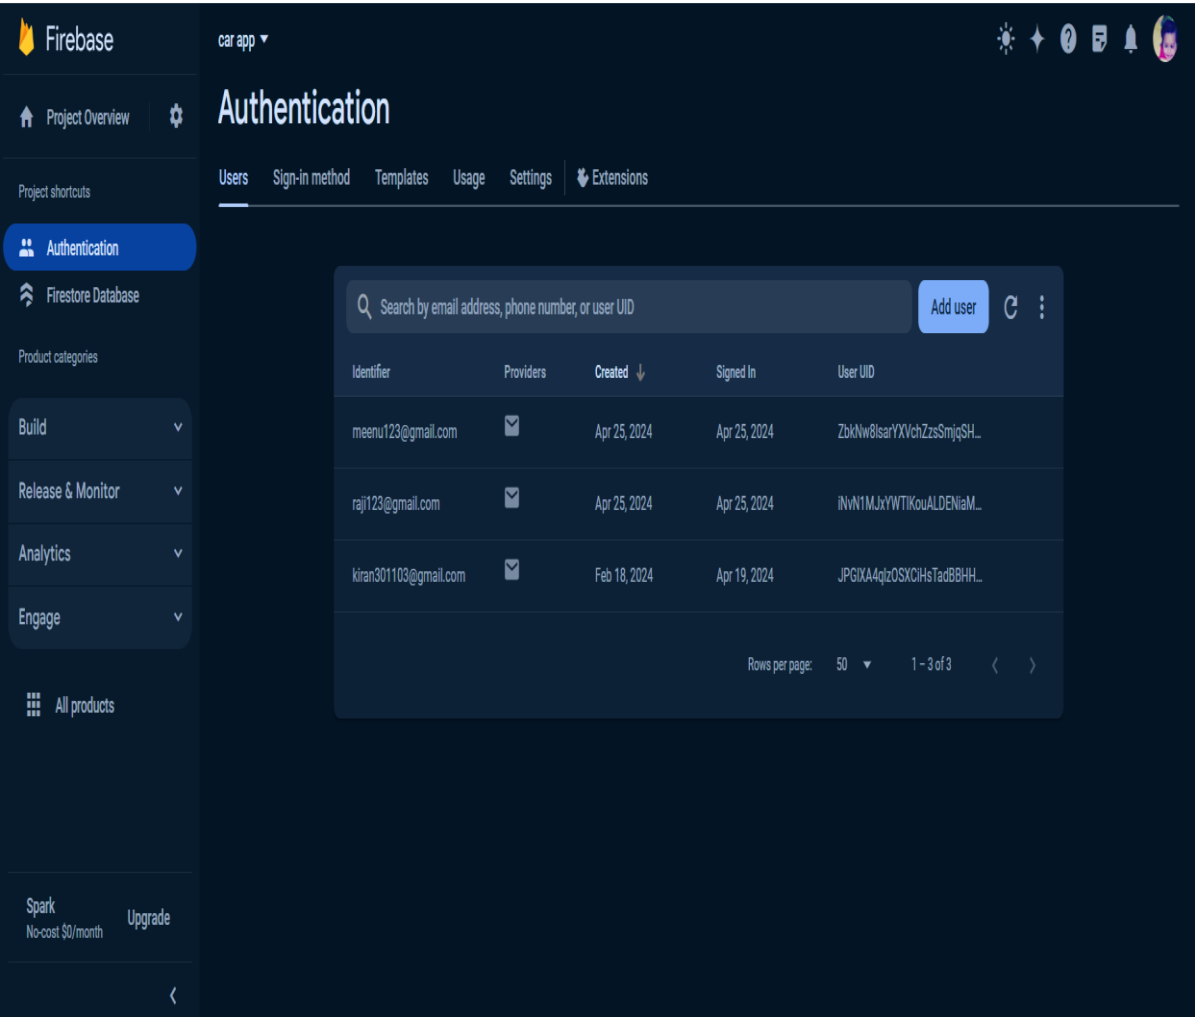 Firebase
car app
Project Overview
Authentication
Users Sign-in method Templates Usage Settings Extensions
Project shortcuts
Authentication
Firestore Database
Product categories
Build
Release & Monitor
Analytics
Engage
All products
Spark
No-cost $0/month
Upgrade
Search by email address, phone number, or user UID
Add user
Identifier Providers Created Signed In User UID
meenu123@gmail.com Apr 25, 2024 Apr 25, 2024 ZbkNw8IsarYXVchZzsSmjqSH...
raji123@gmail.com Apr 25, 2024 Apr 25, 2024 iNvN1MJxYWTlKouALDENiaM...
kiran301103@gmail.com Feb 18, 2024 Apr 19, 2024 JPGIXA4qlzOSXCiHsTadBBHH...
Rows per page: 50 1 – 3 of 3